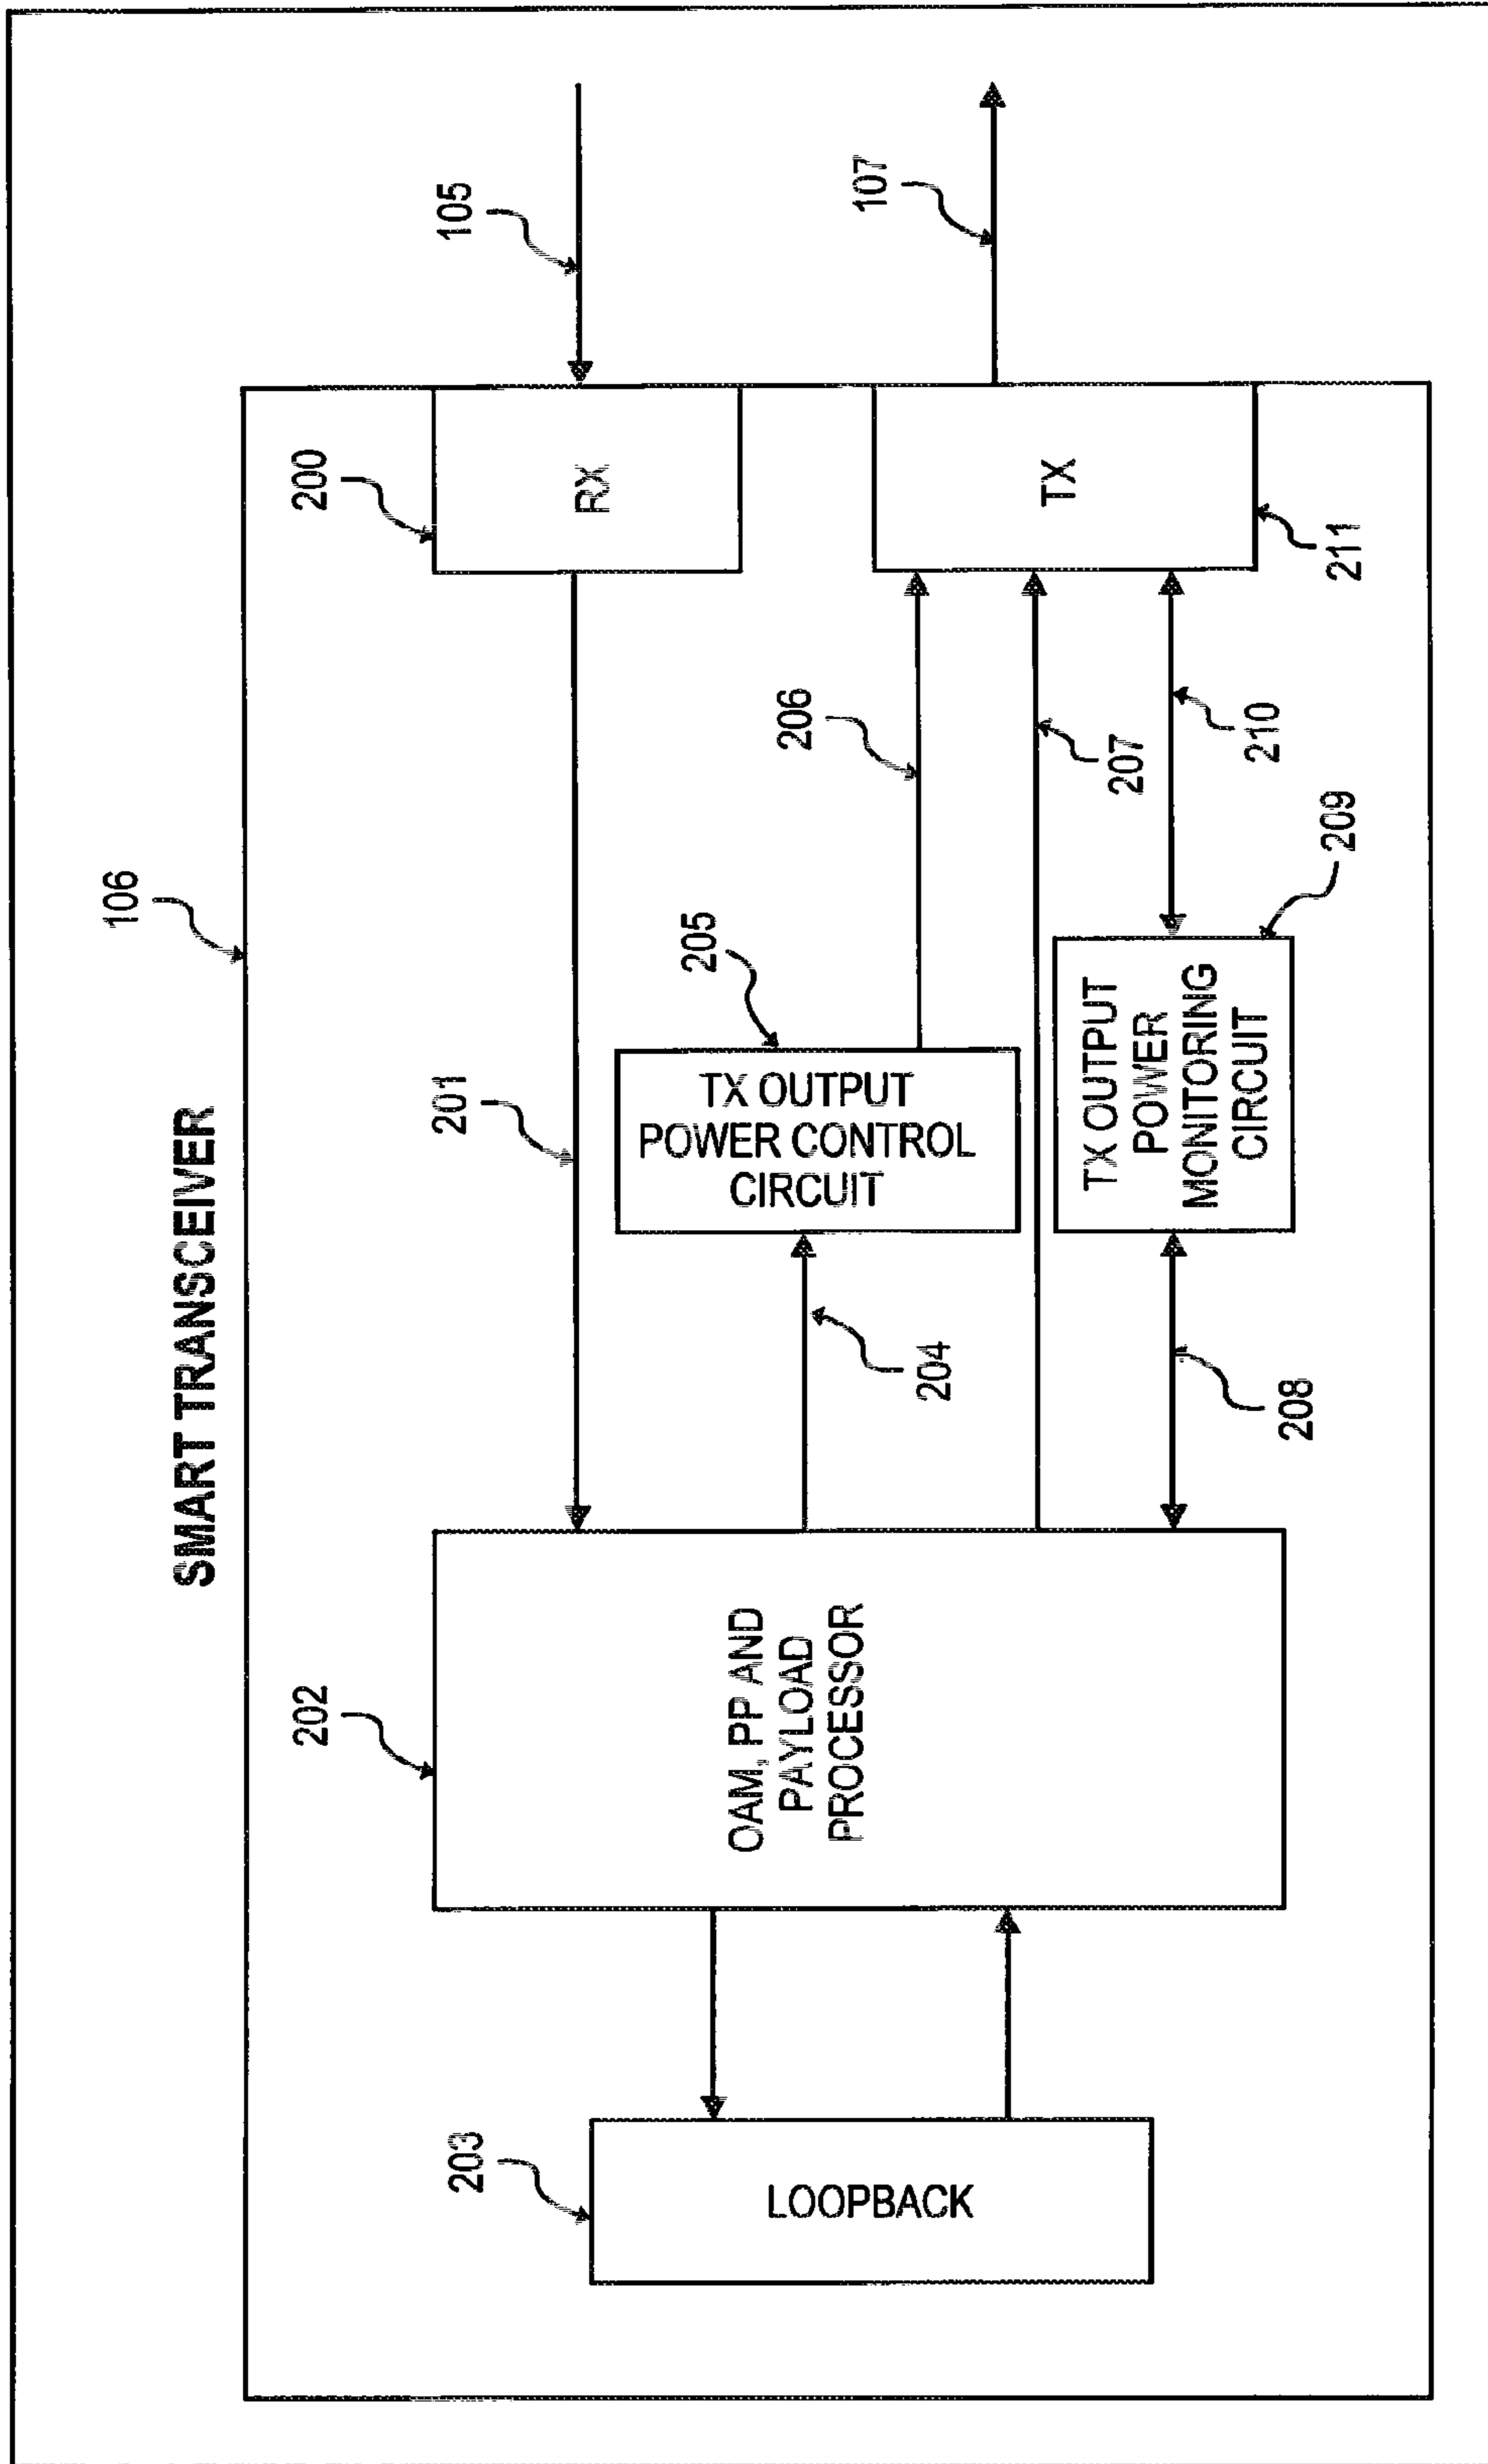 SMART TRANSCEIVER
106
105
107
200
RX
TX
211
201
205
206
TX OUTPUT
POWER CONTROL
CIRCUIT
204
207
210
209
TX OUTPUT
POWER
MONITORING
CIRCUIT
208
202
OAM, PP AND
PAYLOAD
PROCESSOR
203
LOOPBACK